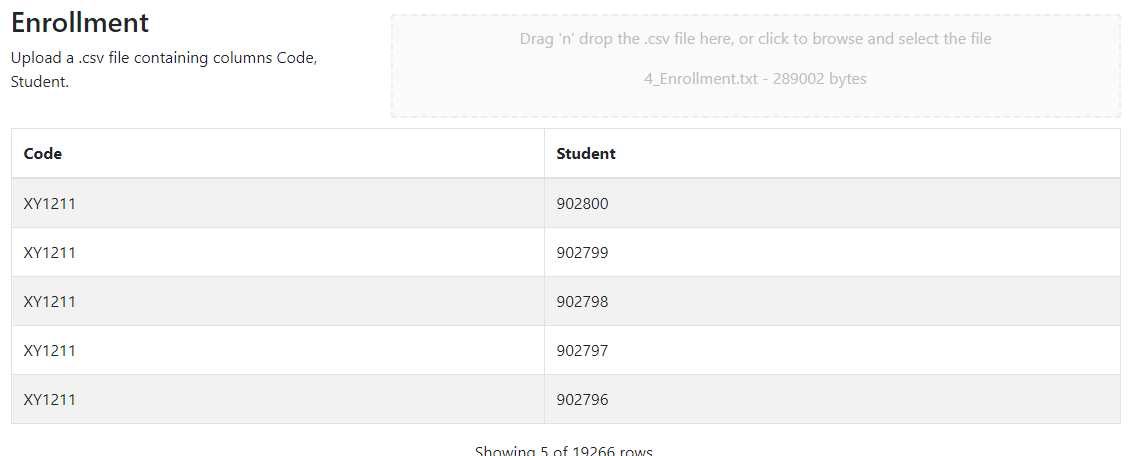 Enrollment
Upload a .csv file containing columns Code,
Student.
Drag 'n' drop the .csv file here, or click to browse and select the file
4_Enrollment.txt - 289002 bytes
Code Student
XY1211 902800
XY1211 902799
XY1211 902798
XY1211 902797
XY1211 902796
Showing 5 of 19266 rows